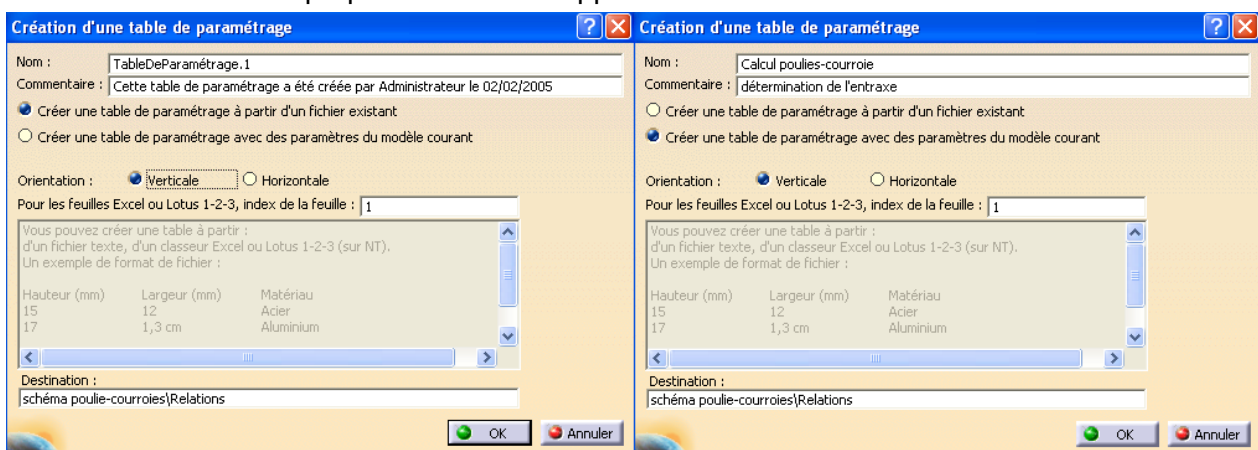 Création d'une table de paramétrage
Nom : TableDeParamétrage.1
Commentaire : Cette table de paramétrage a été créée par Administrateur le 02/02/2005
Créer une table de paramétrage à partir d'un fichier existant
Créer une table de paramétrage avec des paramètres du modèle courant
Orientation : Verticale Horizontale
Pour les feuilles Excel ou Lotus 1-2-3, index de la feuille : 1
Vous pouvez créer une table à partir :
d'un fichier texte, d'un classeur Excel ou Lotus 1-2-3 (sur NT).
Un exemple de format de fichier :
Hauteur (mm) Largeur (mm) Matériau
15 12 Acier
17 1,3 cm Aluminium
Destination :
schéma poulie-courroies\Relations
OK Annuler
Création d'une table de paramétrage
Nom : Calcul poulies-courroie
Commentaire : détermination de l'entraxe
Créer une table de paramétrage à partir d'un fichier existant
Créer une table de paramétrage avec des paramètres du modèle courant
Orientation : Verticale Horizontale
Pour les feuilles Excel ou Lotus 1-2-3, index de la feuille : 1
Vous pouvez créer une table à partir :
d'un fichier texte, d'un classeur Excel ou Lotus 1-2-3 (sur NT).
Un exemple de format de fichier :
Hauteur (mm) Largeur (mm) Matériau
15 12 Acier
17 1,3 cm Aluminium
Destination :
schéma poulie-courroies\Relations
OK Annuler